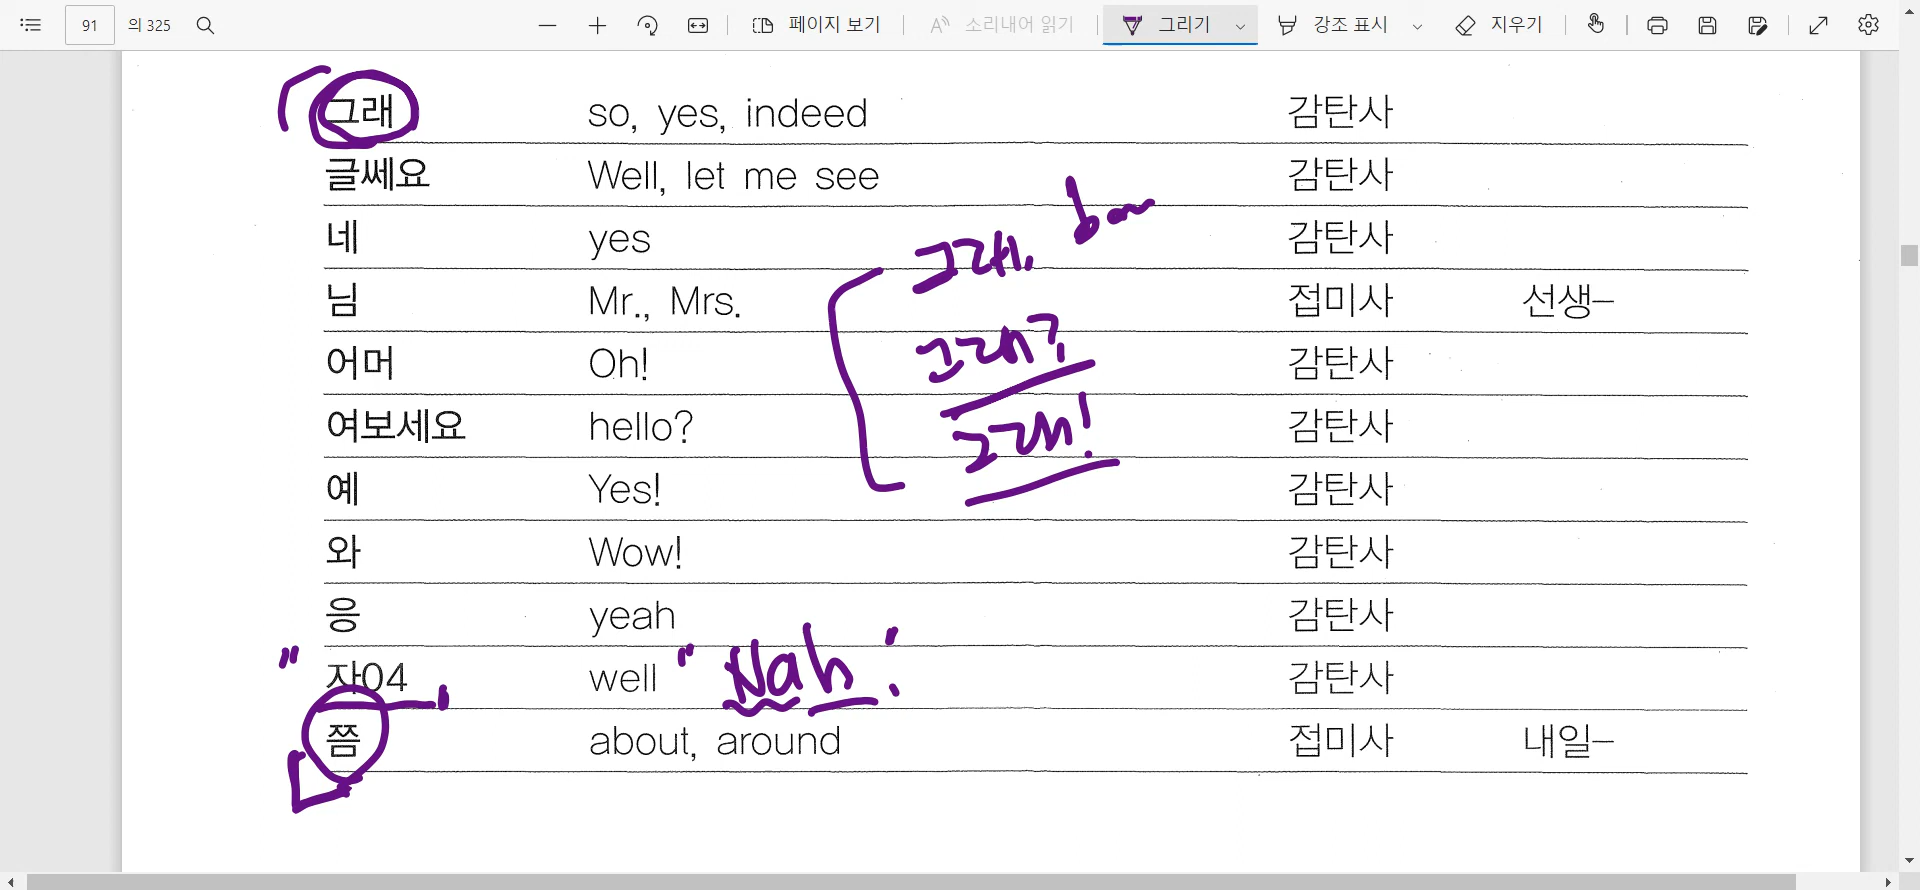 91 의 325 페이지 보기 소리내어 읽기 그리기 강조 표시 지우기
그래 so, yes, indeed 감탄사
글쎄요 Well, let me see 감탄사
네 yes 감탄사
그래.
님 Mr., Mrs. 접미사 선생–
그래?
어머 Oh! 감탄사
그래!
여보세요 hello? 감탄사
예 Yes! 감탄사
와 Wow! 감탄사
응 yeah 감탄사
"자04" well "Nah" 감탄사
쯤 about, around 접미사 내일–